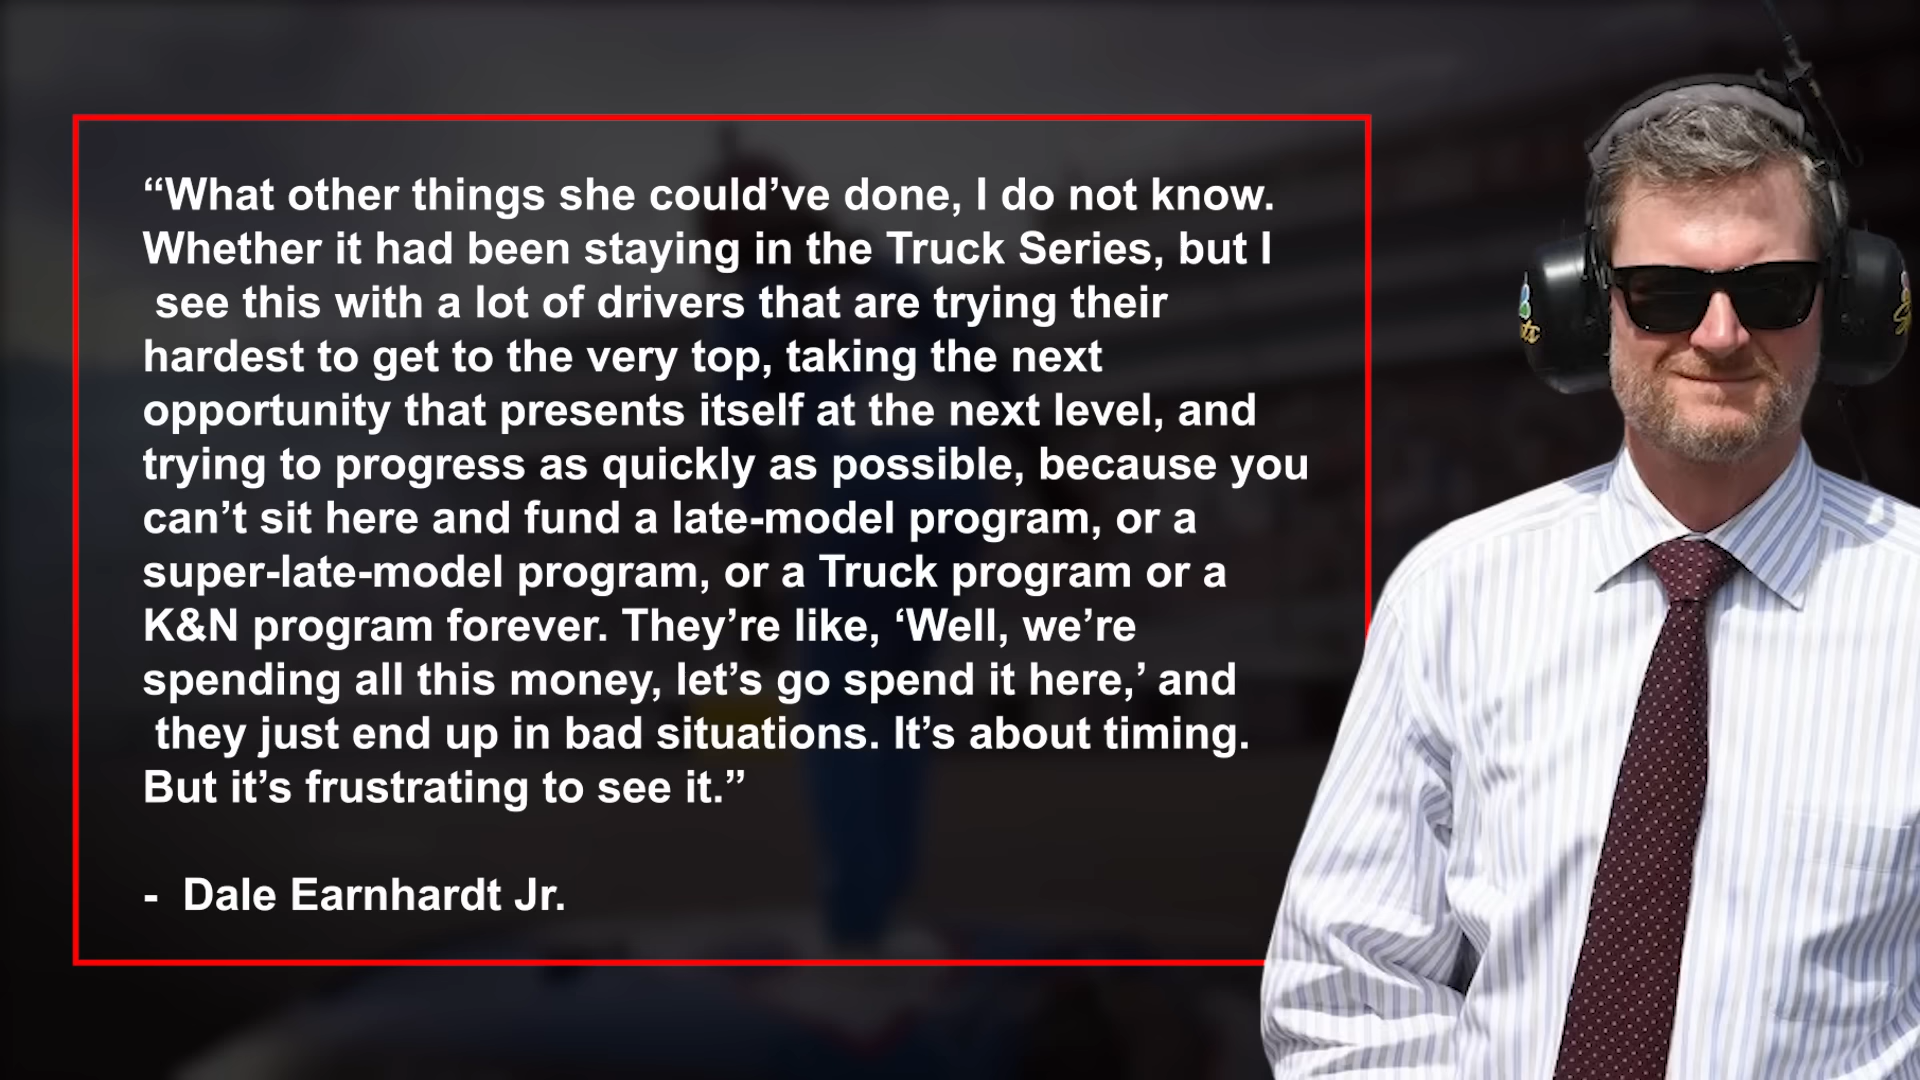 “What other things she could’ve done, I do not know.
Whether it had been staying in the Truck Series, but I
see this with a lot of drivers that are trying their
hardest to get to the very top, taking the next
opportunity that presents itself at the next level, and
trying to progress as quickly as possible, because you
can’t sit here and fund a late-model program, or a
super-late-model program, or a Truck program or a
K&N program forever. They’re like, ‘Well, we’re
spending all this money, let’s go spend it here,’ and
they just end up in bad situations. It’s about timing.
But it’s frustrating to see it.”
- Dale Earnhardt Jr.